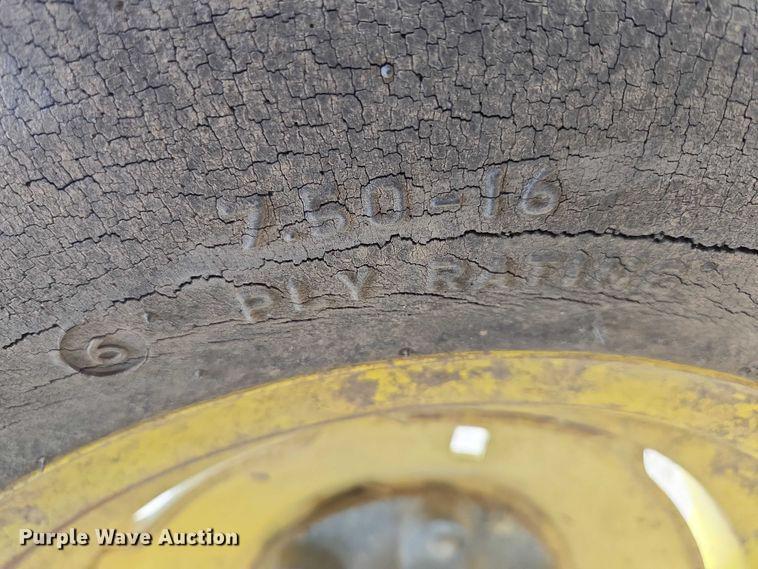 7.50-16
6 PLY RATING
Purple Wave Auction